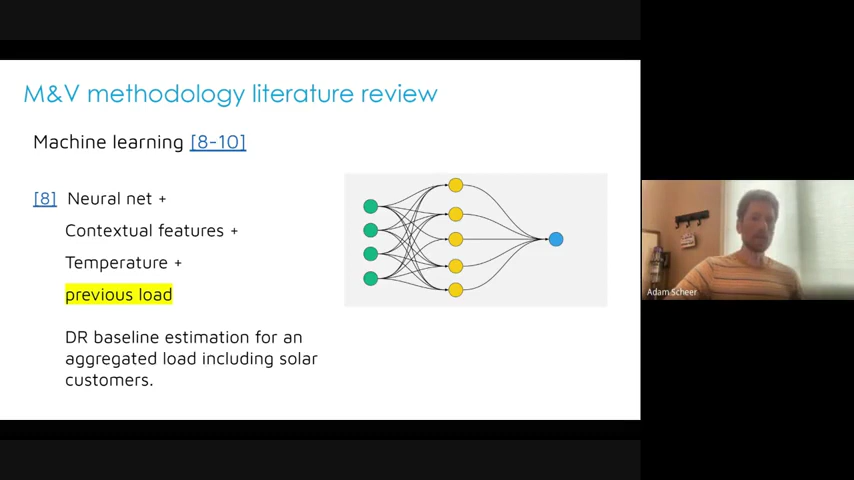 M&V methodology literature review
Machine learning [8-10]
[8] Neural net +
Contextual features +
Temperature +
previous load
DR baseline estimation for an
aggregated load including solar
customers.
Adam Scheer